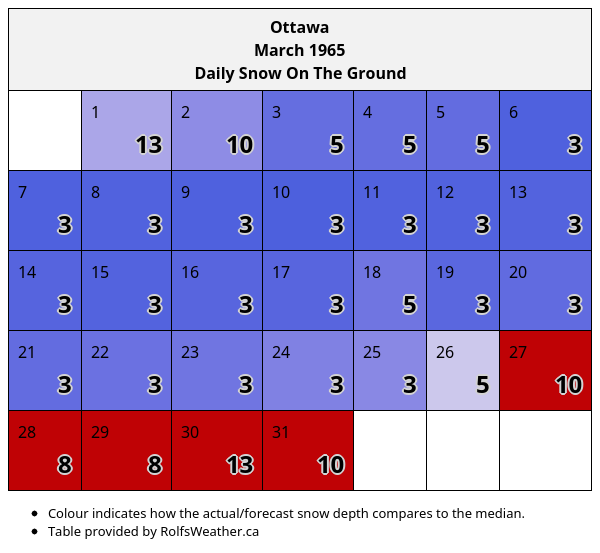 Ottawa
March 1965
Daily Snow On The Ground
1 2 3 4 5 6
13 10 5 5 5 3
7 8 9 10 11 12 13
3 3 3 3 3 3 3
14 15 16 17 18 19 20
3 3 3 3 5 3 3
21 22 23 24 25 26 27
3 3 3 3 3 5 10
28 29 30 31
8 8 13 10
• Colour indicates how the actual/forecast snow depth compares to the median.
• Table provided by RolfsWeather.ca